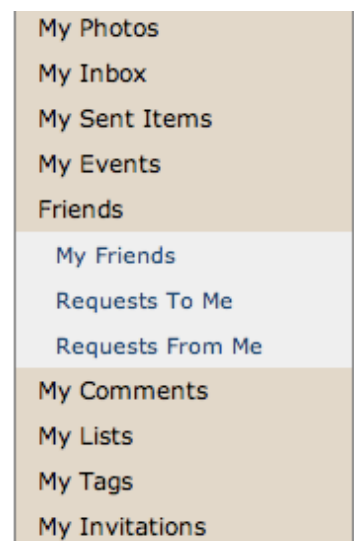 My Photos
My Inbox
My Sent Items
My Events
Friends
My Friends
Requests To Me
Requests From Me
My Comments
My Lists
My Tags
My Invitations